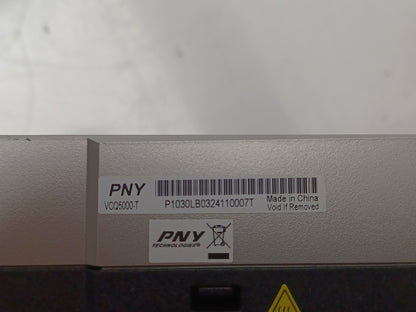 PNY
VCQ5000-T
P1030LB0324110007T
Made in China
Void If Removed
PNY
TECHNOLOGIES